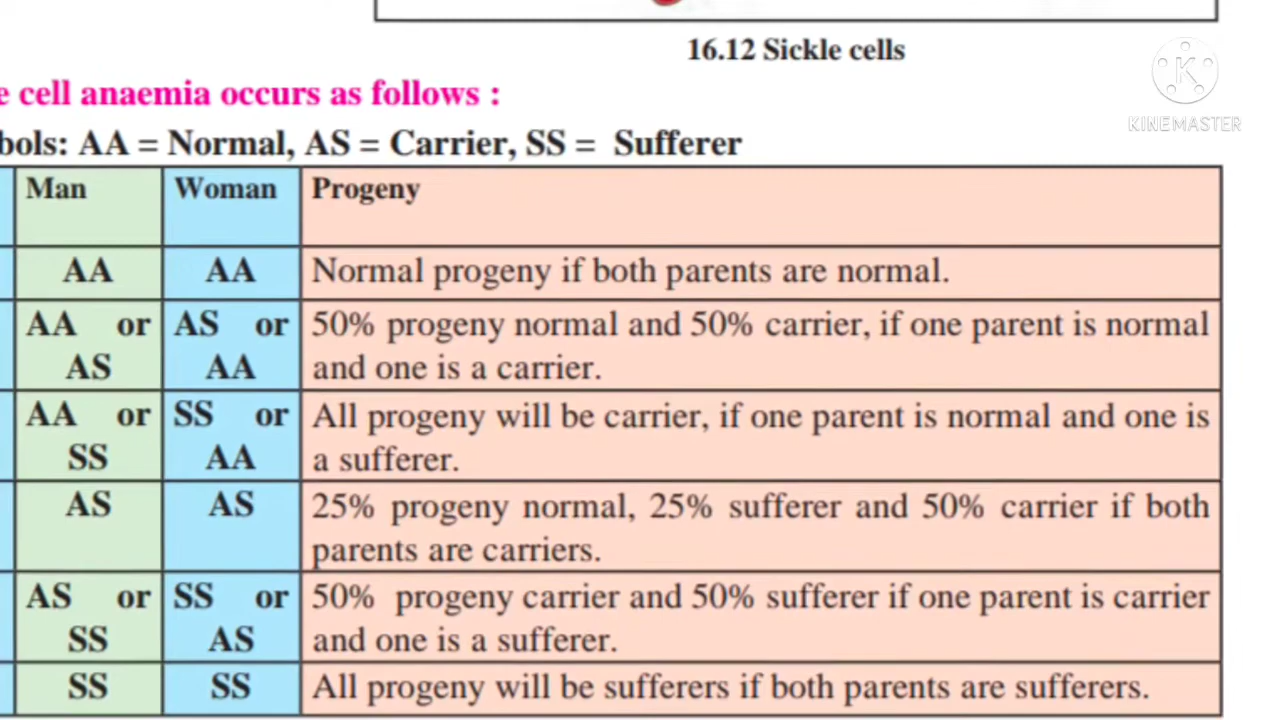 16.12 Sickle cells
K
KINEMASTER
e cell anaemia occurs as follows :
bols: AA = Normal, AS = Carrier, SS = Sufferer
Man Woman Progeny
AA AA Normal progeny if both parents are normal.
AA or AS or 50% progeny normal and 50% carrier, if one parent is normal
AS AA and one is a carrier.
AA or SS or All progeny will be carrier, if one parent is normal and one is
SS AA a sufferer.
AS AS 25% progeny normal, 25% sufferer and 50% carrier if both
parents are carriers.
AS or SS or 50% progeny carrier and 50% sufferer if one parent is carrier
SS AS and one is a sufferer.
SS SS All progeny will be sufferers if both parents are sufferers.